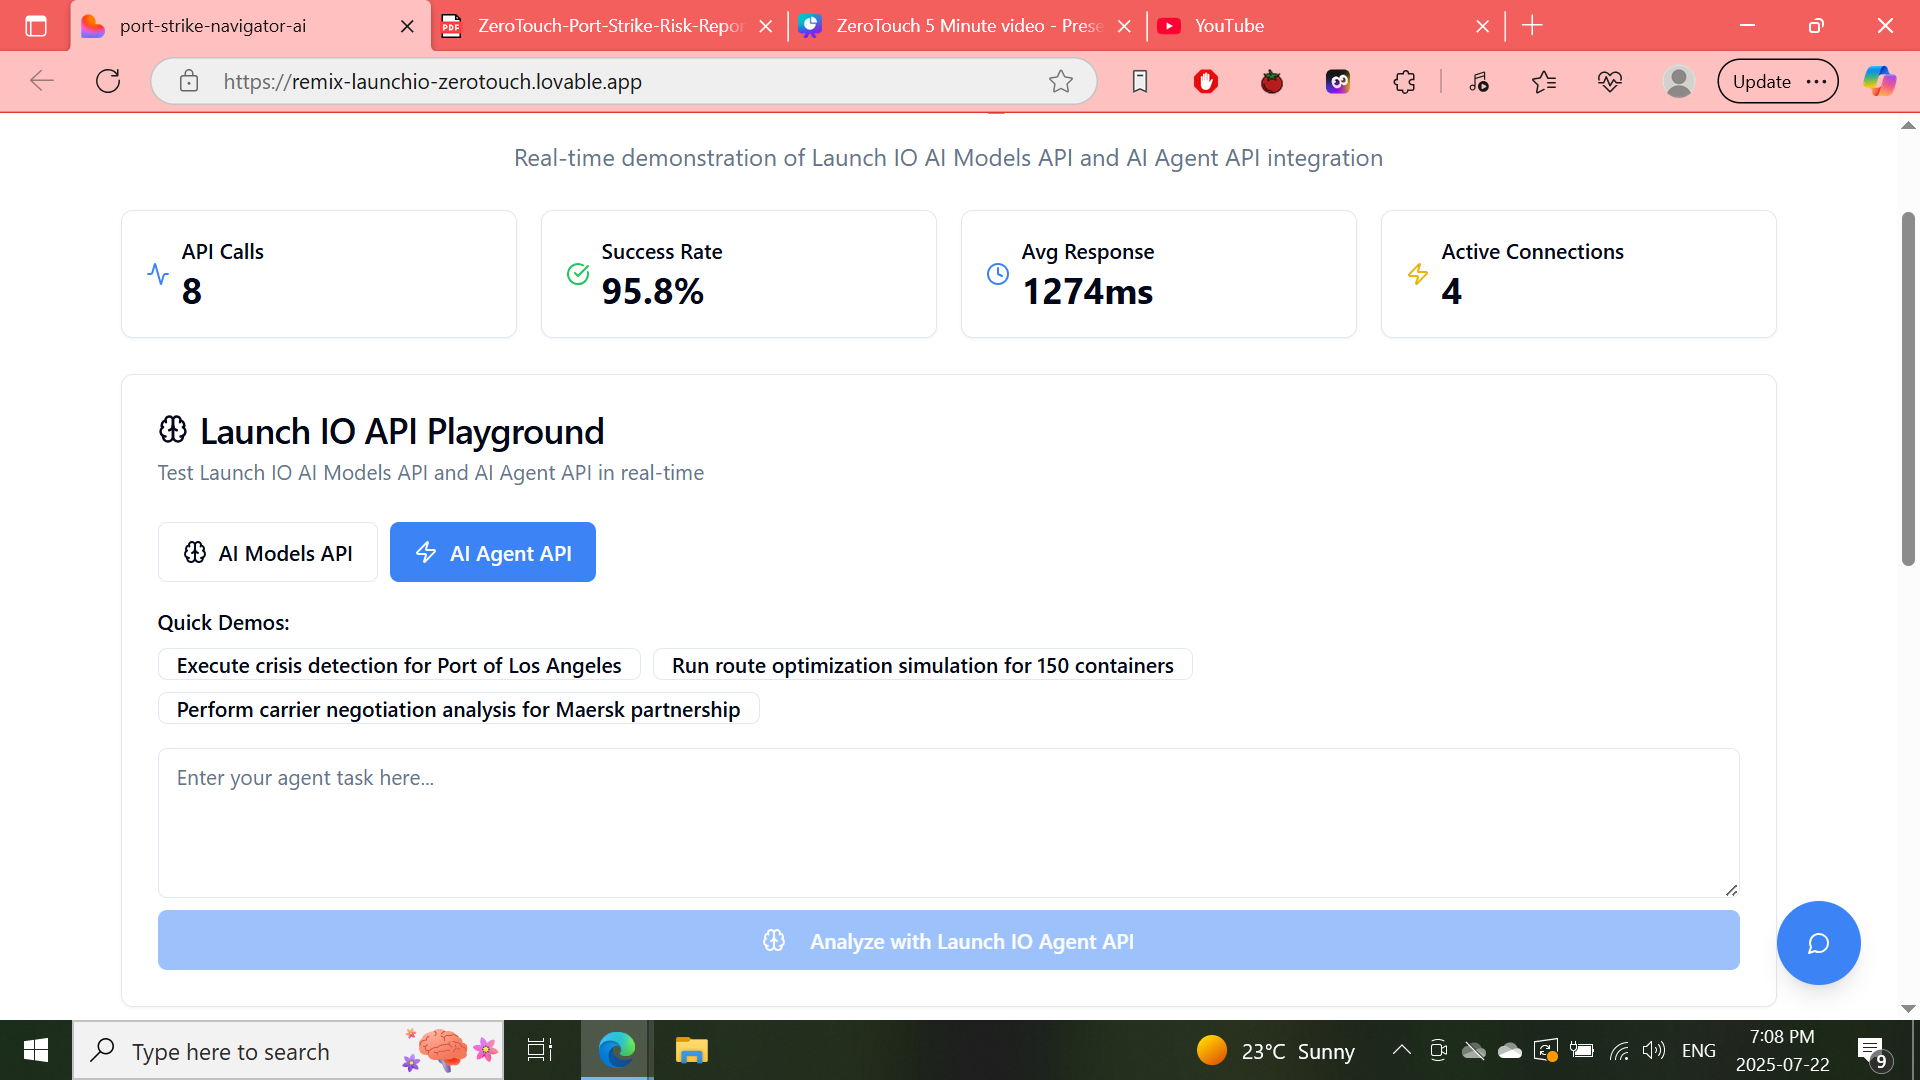 port-strike-navigator-ai
ZeroTouch-Port-Strike-Risk-Repor
ZeroTouch 5 Minute video - Prese
YouTube
https://remix-launchio-zerotouch.lovable.app
Update
Real-time demonstration of Launch IO AI Models API and AI Agent API integration
API Calls
8
Success Rate
95.8%
Avg Response
1274ms
Active Connections
4
Launch IO API Playground
Test Launch IO AI Models API and AI Agent API in real-time
AI Models API
AI Agent API
Quick Demos:
Execute crisis detection for Port of Los Angeles
Run route optimization simulation for 150 containers
Perform carrier negotiation analysis for Maersk partnership
Enter your agent task here...
Analyze with Launch IO Agent API
Type here to search
23°C Sunny
ENG
7:08 PM
2025-07-22
9
PDF